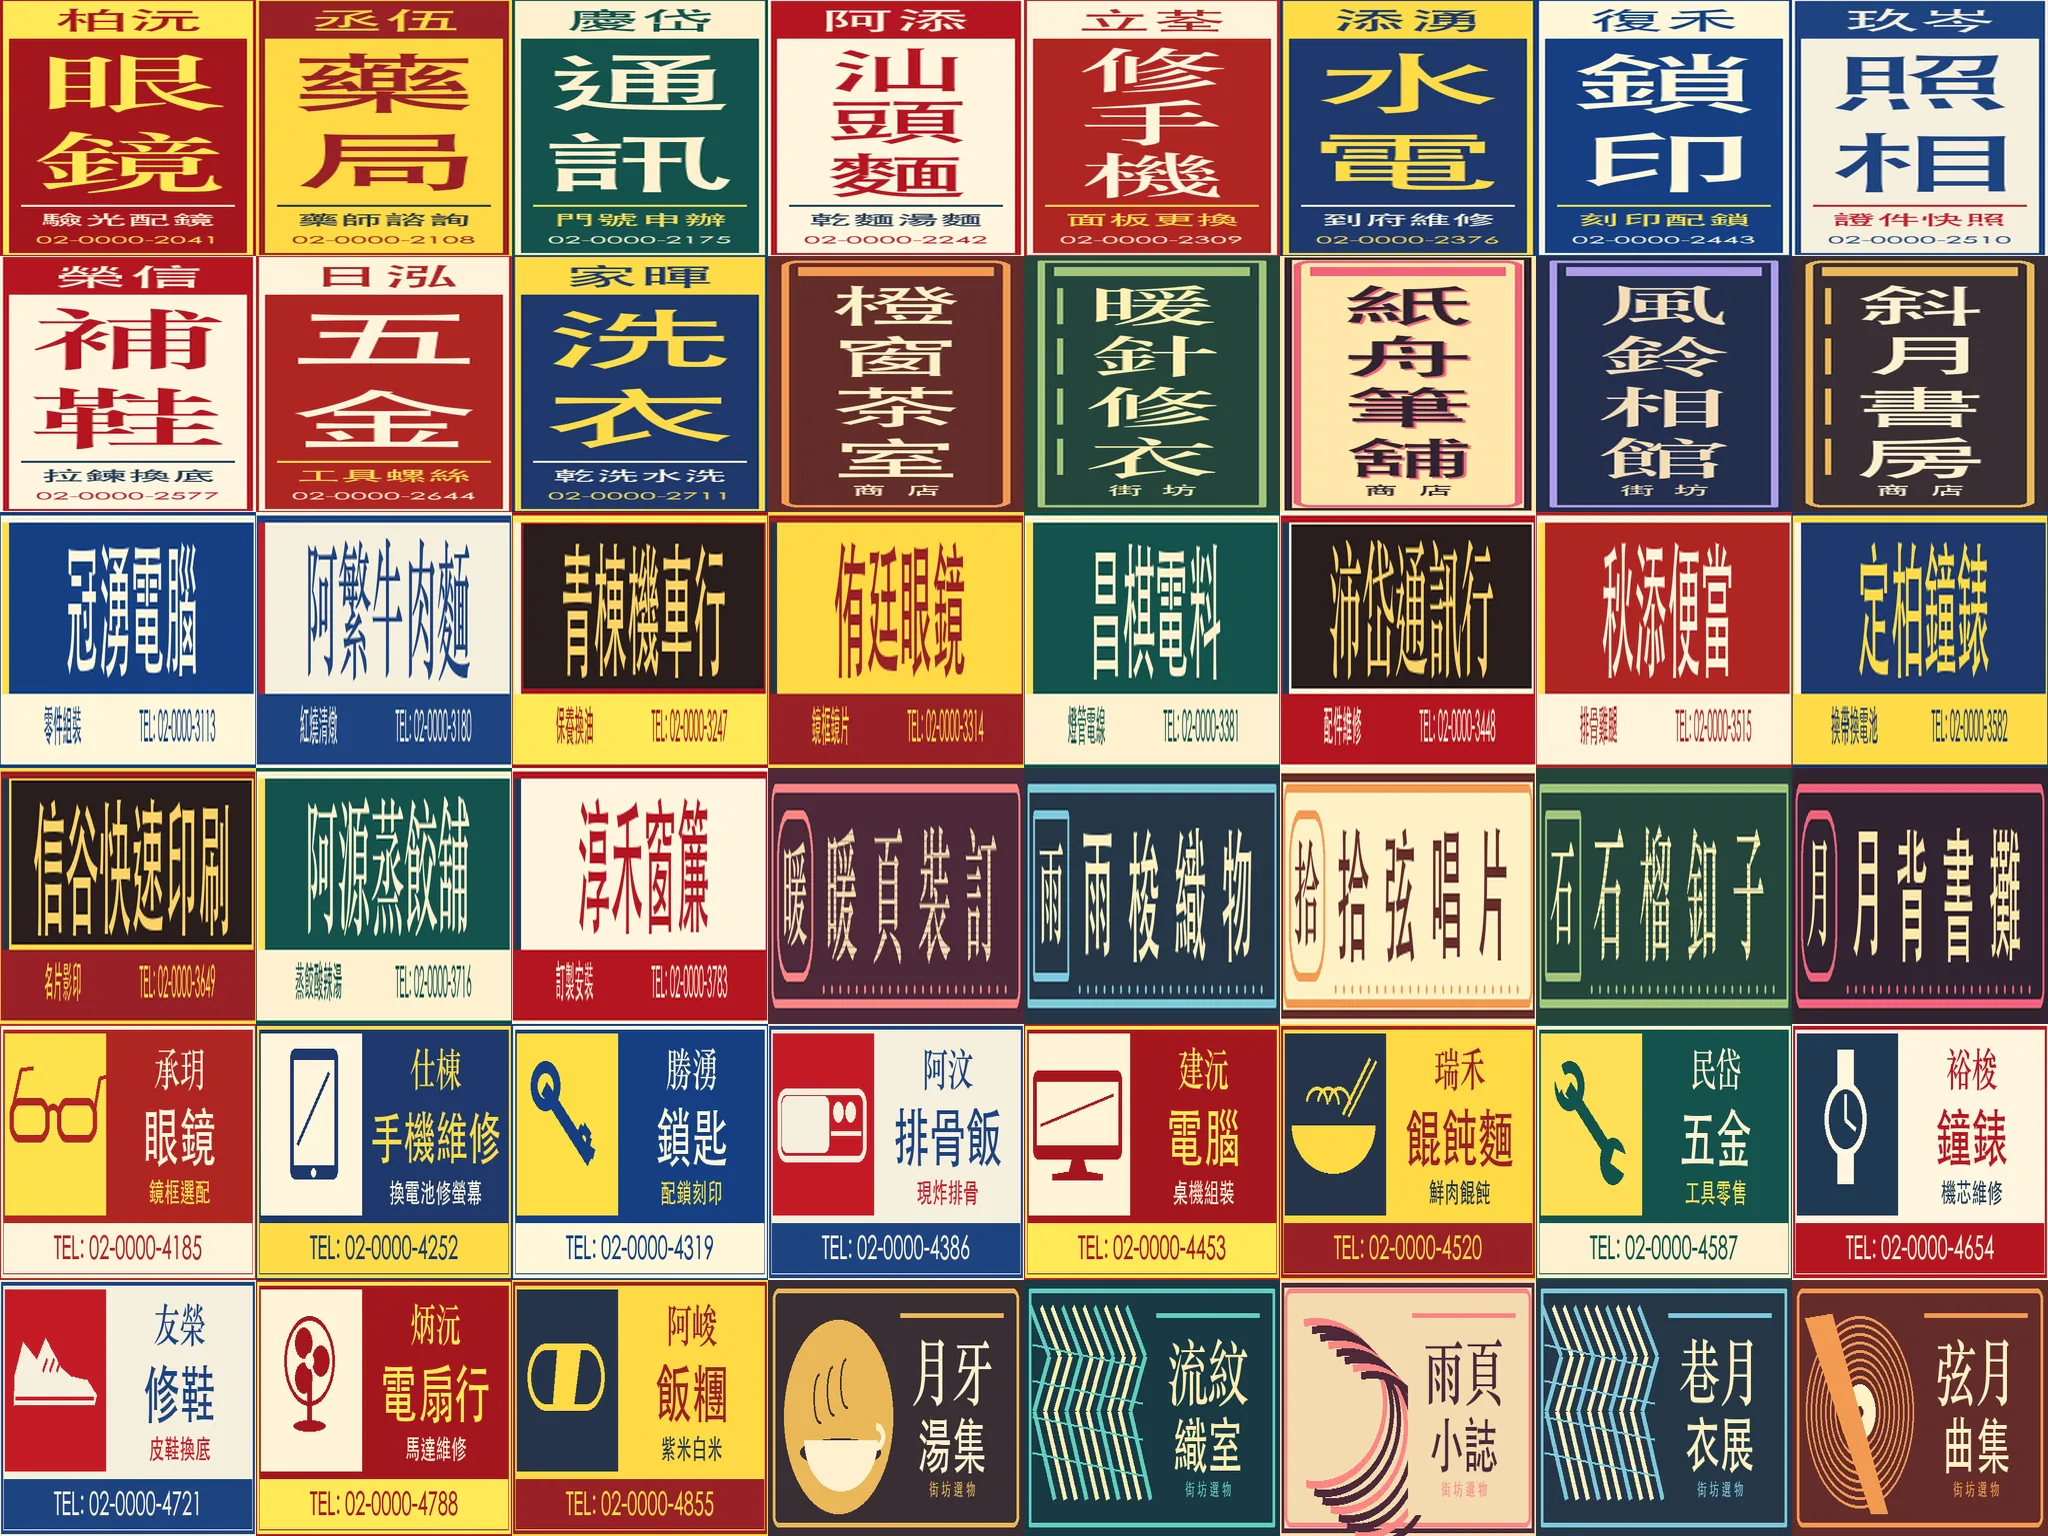 柏沅
眼
鏡
驗光配鏡
02-0000-2041
丞伍
藥
局
藥師諮詢
02-0000-2108
慶岱
通
訊
門號申辦
02-0000-2175
阿添
汕
頭
麵
乾麵湯麵
02-0000-2242
立荃
修
手
機
面板更換
02-0000-2309
添湧
水
電
到府維修
02-0000-2376
復禾
鎖
印
刻印配鎖
02-0000-2443
玖岑
照
相
證件快照
02-0000-2510
榮信
補
鞋
拉鍊換底
02-0000-2577
日泓
五
金
工具螺絲
02-0000-2644
家暉
洗
衣
乾洗水洗
02-0000-2711
橙
窗
茶
室
商店
暖
針
修
衣
街坊
紙
舟
筆
舖
商店
風
鈴
相
館
街坊
斜
月
書
房
商店
冠湧電腦
零件組裝 TEL: 02-0000-3113
阿繁牛肉麵
紅燒清燉 TEL: 02-0000-3180
青棟機車行
保養換油 TEL: 02-0000-3247
侑廷眼鏡
鏡框鏡片 TEL: 02-0000-3314
昌棋電料
燈管電線 TEL: 02-0000-3381
沛岱通訊行
配件維修 TEL: 02-0000-3448
秋添便當
排骨雞腿 TEL: 02-0000-3515
定柏鐘錶
換帶換電池 TEL: 02-0000-3582
信谷快速印刷
名片影印 TEL: 02-0000-3649
阿源蒸餃舖
蒸餃酸辣湯 TEL: 02-0000-3716
淳禾窗簾
訂製安裝 TEL: 02-0000-3783
暖 暖頁裝訂
雨 雨梭織物
拾 拾弦唱片
石 石榴釦子
月 月背書攤
承玥
眼鏡
鏡框選配
TEL: 02-0000-4185
仕棟
手機維修
換電池修螢幕
TEL: 02-0000-4252
勝湧
鎖匙
配鎖刻印
TEL: 02-0000-4319
阿汶
排骨飯
現炸排骨
TEL: 02-0000-4386
建沅
電腦
桌機組裝
TEL: 02-0000-4453
瑞禾
餛飩麵
鮮肉餛飩
TEL: 02-0000-4520
民岱
五金
工具零售
TEL: 02-0000-4587
裕梭
鐘錶
機芯維修
TEL: 02-0000-4654
友榮
修鞋
皮鞋換底
TEL: 02-0000-4721
炳沅
電扇行
馬達維修
TEL: 02-0000-4788
阿峻
飯糰
紫米白米
TEL: 02-0000-4855
月牙
湯集
街坊選物
流紋
織室
街坊選物
雨頁
小誌
街坊選物
巷月
衣展
街坊選物
弦月
曲集
街坊選物